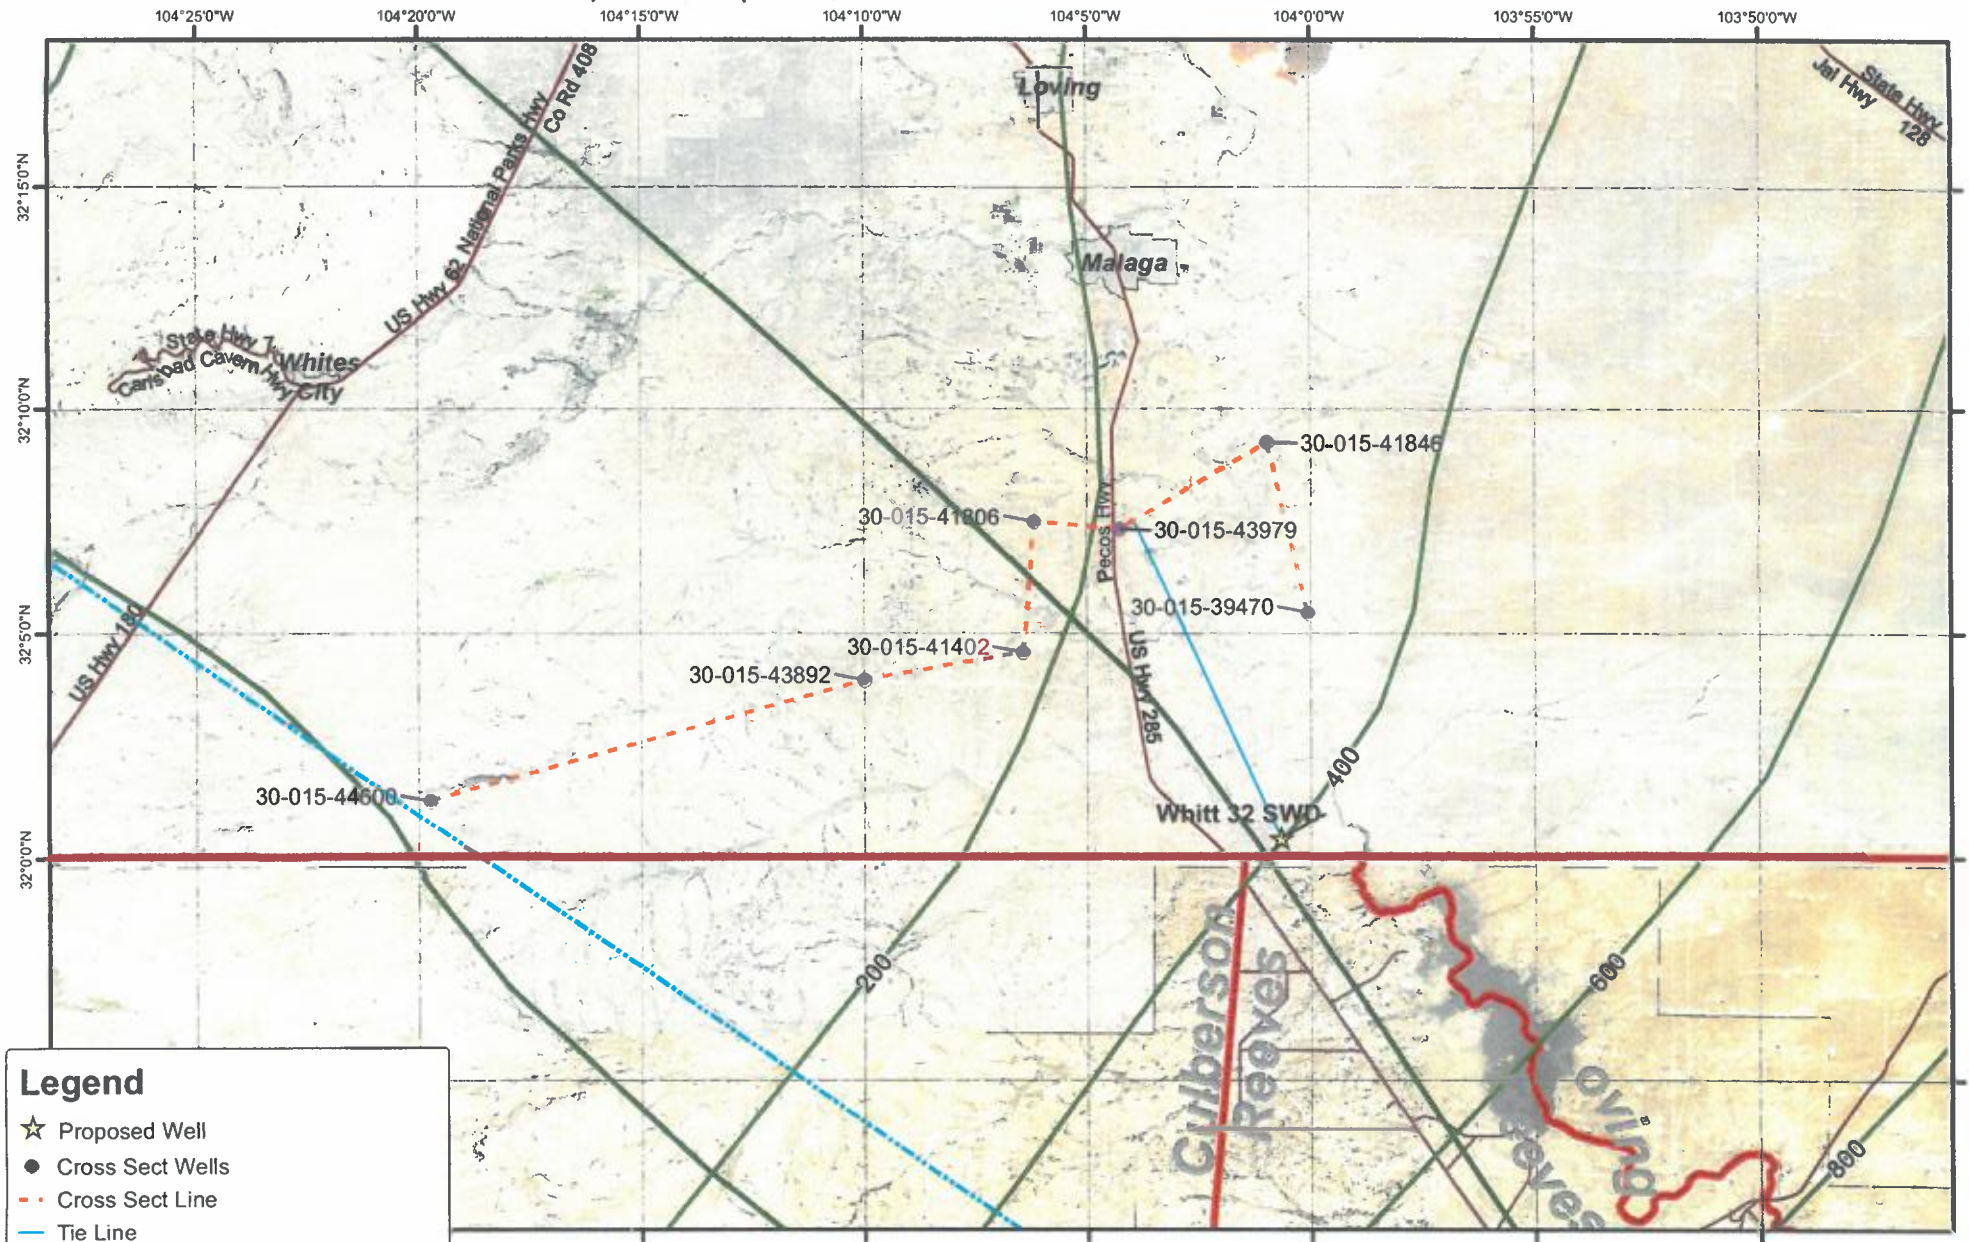 104°25'0"W
104°20'0"W
104°15'0"W
104°10'0"W
104°5'0"W
104°0'0"W
103°55'0"W
103°50'0"W
32°15'0"N
32°10'0"N
32°5'0"N
32°0'0"N
Co Rd 408
US Hwy 62 National Parks Hwy
Loving
State Hwy 128
Jal Hwy
Malaga
State Hwy 7
Carlsbad Cavern Hwy
Whites
City
30-015-41846
30-015-41806
Pecos Hwy
30-015-43979
30-015-39470
30-015-41402
US Hwy 180
30-015-43892
US Hwy 285
30-015-44600
400
Whitt 32 SWD
200
Culberson
Reeves
600
oving
eeves
800
Legend
Proposed Well
Cross Sect Wells
Cross Sect Line
Tie Line